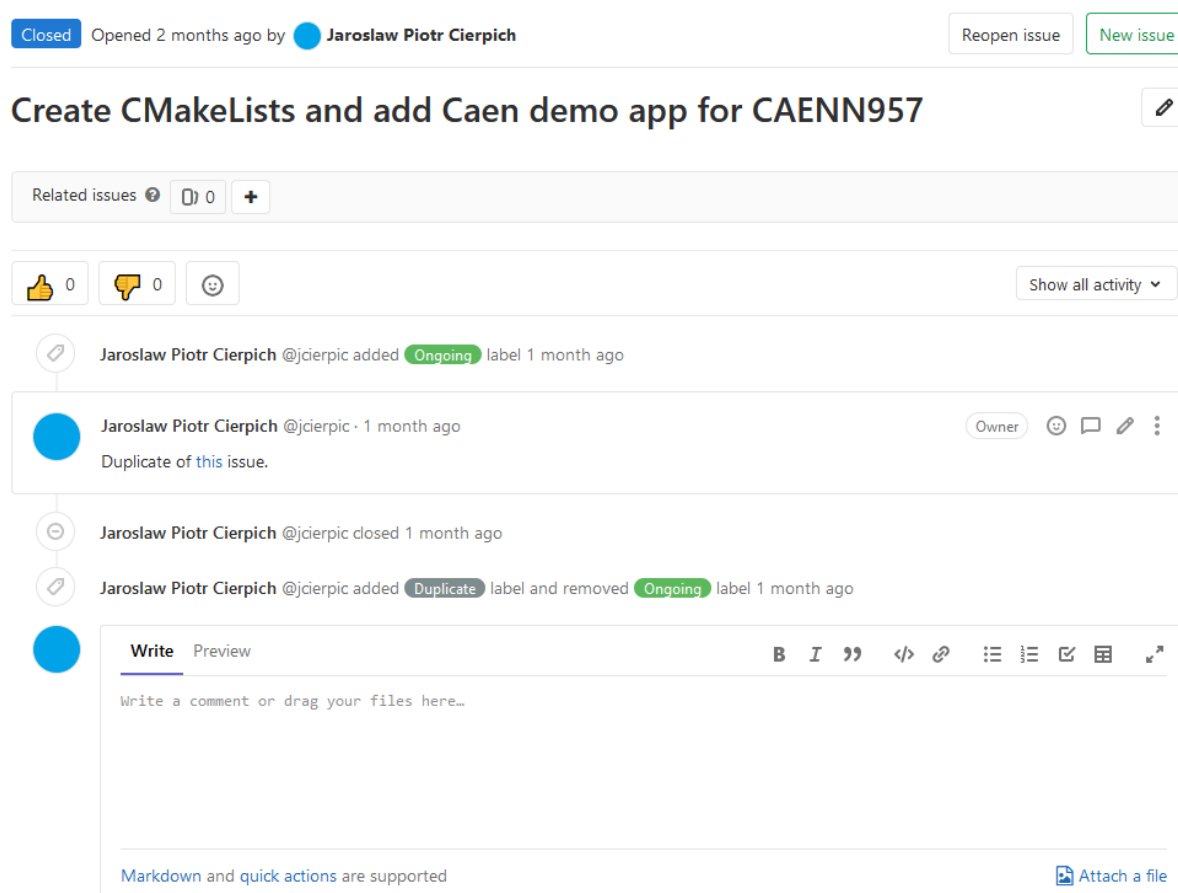 Closed Opened 2 months ago by Jaroslaw Piotr Cierpich Reopen issue New issue
Create CMakeLists and add Caen demo app for CAENN957
Related issues 0
0 0 Show all activity
Jaroslaw Piotr Cierpich @jcierpic added Ongoing label 1 month ago
Jaroslaw Piotr Cierpich @jcierpic · 1 month ago Owner
Duplicate of this issue.
Jaroslaw Piotr Cierpich @jcierpic closed 1 month ago
Jaroslaw Piotr Cierpich @jcierpic added Duplicate label and removed Ongoing label 1 month ago
Write Preview
Write a comment or drag your files here…
Markdown and quick actions are supported Attach a file